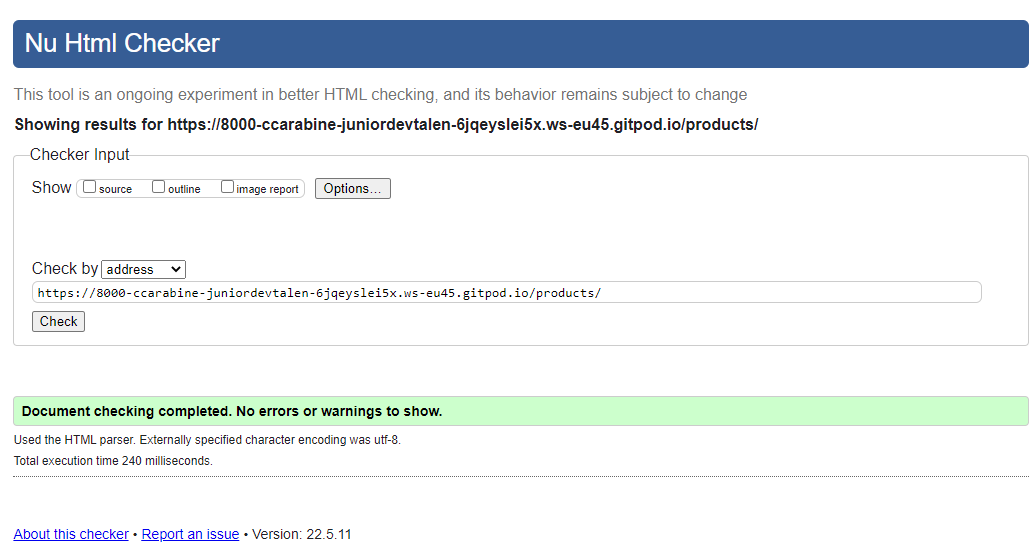 Nu Html Checker
This tool is an ongoing experiment in better HTML checking, and its behavior remains subject to change
Showing results for https://8000-ccarabine-juniordevtalen-6jqeyslei5x.ws-eu45.gitpod.io/products/
Checker Input
Show source outline image report Options...
Check by address
https://8000-ccarabine-juniordevtalen-6jqeyslei5x.ws-eu45.gitpod.io/products/
Check
Document checking completed. No errors or warnings to show.
Used the HTML parser. Externally specified character encoding was utf-8.
Total execution time 240 milliseconds.
About this checker • Report an issue • Version: 22.5.11